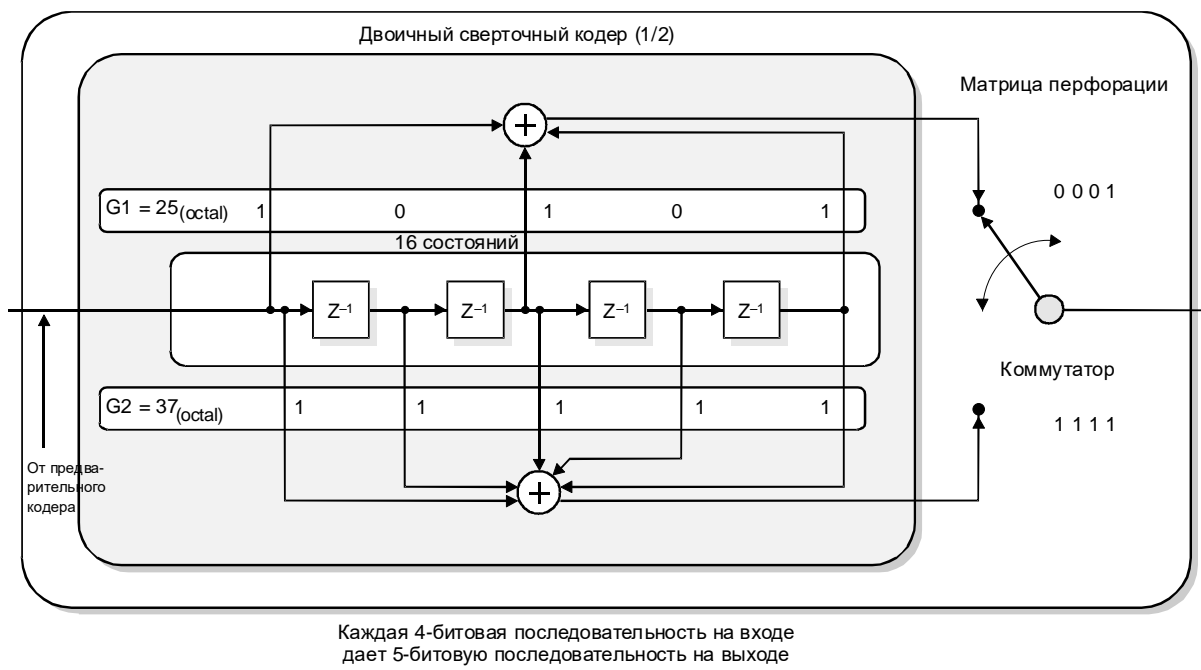 Двоичный сверточный кодер (1/2)
Матрица перфорации
0 0 0 1
G1 = 25(octal) 1 0 1 0 1
16 состояний
Z–1 Z–1 Z–1 Z–1
Коммутатор
G2 = 37(octal) 1 1 1 1 1
1 1 1 1
От предва-
рительного
кодера
Каждая 4-битовая последовательность на входе
дает 5-битовую последовательность на выходе